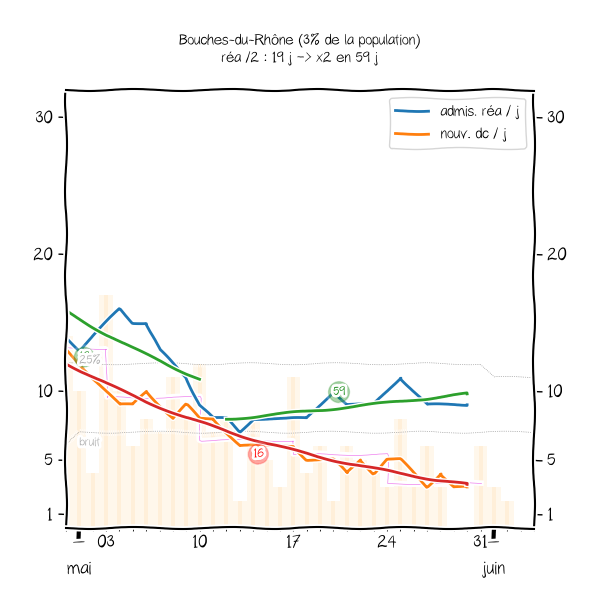 Bouches-du-Rhône (3% de la population)
réa /2 : 19 j -> x2 en 59 j
admis. réa / j
nouv. dc / j
30
30
20
20
25%
59
10
10
bruit
16
5
5
1
1
03
10
17
24
31
mai
juin